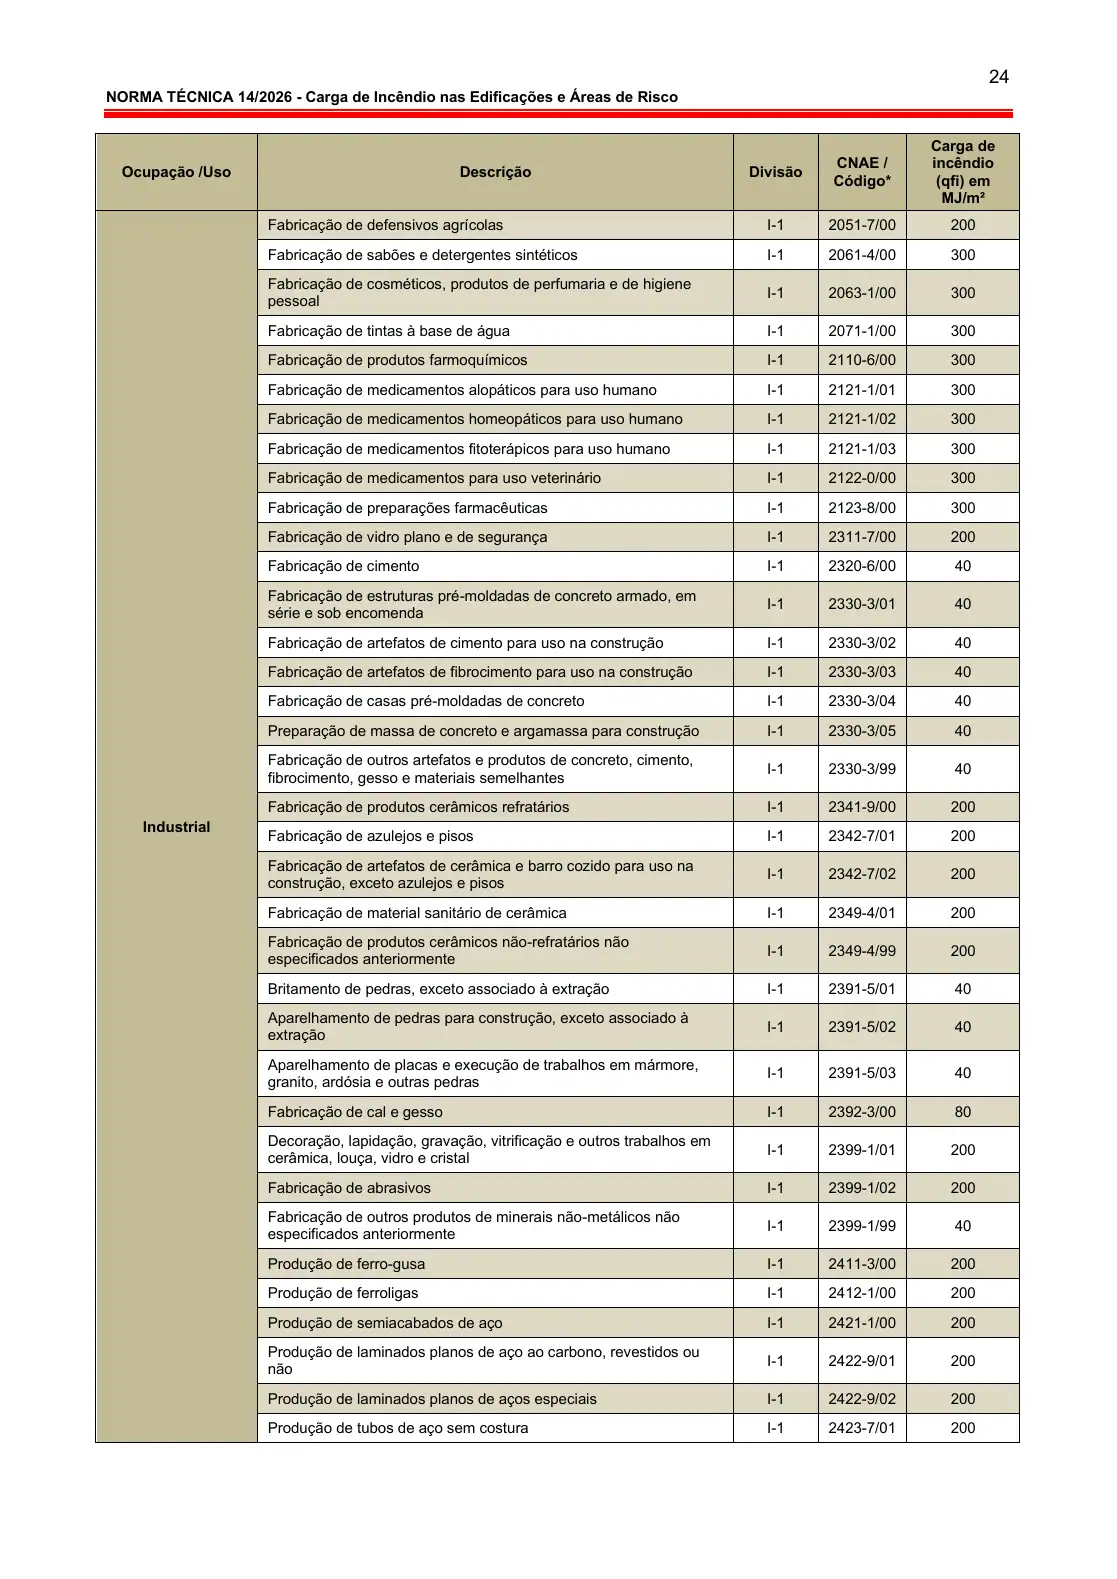 24
NORMA TÉCNICA 14/2026 - Carga de Incêndio nas Edificações e Áreas de Risco
Ocupação /Uso
Descrição
Divisão
CNAE /
Código*
Carga de
incêndio
(qfi) em
MJ/m²
Industrial
Fabricação de defensivos agrícolas I-1 2051-7/00 200
Fabricação de sabões e detergentes sintéticos I-1 2061-4/00 300
Fabricação de cosméticos, produtos de perfumaria e de higiene
pessoal I-1 2063-1/00 300
Fabricação de tintas à base de água I-1 2071-1/00 300
Fabricação de produtos farmoquímicos I-1 2110-6/00 300
Fabricação de medicamentos alopáticos para uso humano I-1 2121-1/01 300
Fabricação de medicamentos homeopáticos para uso humano I-1 2121-1/02 300
Fabricação de medicamentos fitoterápicos para uso humano I-1 2121-1/03 300
Fabricação de medicamentos para uso veterinário I-1 2122-0/00 300
Fabricação de preparações farmacêuticas I-1 2123-8/00 300
Fabricação de vidro plano e de segurança I-1 2311-7/00 200
Fabricação de cimento I-1 2320-6/00 40
Fabricação de estruturas pré-moldadas de concreto armado, em
série e sob encomenda I-1 2330-3/01 40
Fabricação de artefatos de cimento para uso na construção I-1 2330-3/02 40
Fabricação de artefatos de fibrocimento para uso na construção I-1 2330-3/03 40
Fabricação de casas pré-moldadas de concreto I-1 2330-3/04 40
Preparação de massa de concreto e argamassa para construção I-1 2330-3/05 40
Fabricação de outros artefatos e produtos de concreto, cimento,
fibrocimento, gesso e materiais semelhantes I-1 2330-3/99 40
Fabricação de produtos cerâmicos refratários I-1 2341-9/00 200
Fabricação de azulejos e pisos I-1 2342-7/01 200
Fabricação de artefatos de cerâmica e barro cozido para uso na
construção, exceto azulejos e pisos I-1 2342-7/02 200
Fabricação de material sanitário de cerâmica I-1 2349-4/01 200
Fabricação de produtos cerâmicos não-refratários não
especificados anteriormente I-1 2349-4/99 200
Britamento de pedras, exceto associado à extração I-1 2391-5/01 40
Aparelhamento de pedras para construção, exceto associado à
extração I-1 2391-5/02 40
Aparelhamento de placas e execução de trabalhos em mármore,
granito, ardósia e outras pedras I-1 2391-5/03 40
Fabricação de cal e gesso I-1 2392-3/00 80
Decoração, lapidação, gravação, vitrificação e outros trabalhos em
cerâmica, louça, vidro e cristal I-1 2399-1/01 200
Fabricação de abrasivos I-1 2399-1/02 200
Fabricação de outros produtos de minerais não-metálicos não
especificados anteriormente I-1 2399-1/99 40
Produção de ferro-gusa I-1 2411-3/00 200
Produção de ferroligas I-1 2412-1/00 200
Produção de semiacabados de aço I-1 2421-1/00 200
Produção de laminados planos de aço ao carbono, revestidos ou
não I-1 2422-9/01 200
Produção de laminados planos de aços especiais I-1 2422-9/02 200
Produção de tubos de aço sem costura I-1 2423-7/01 200